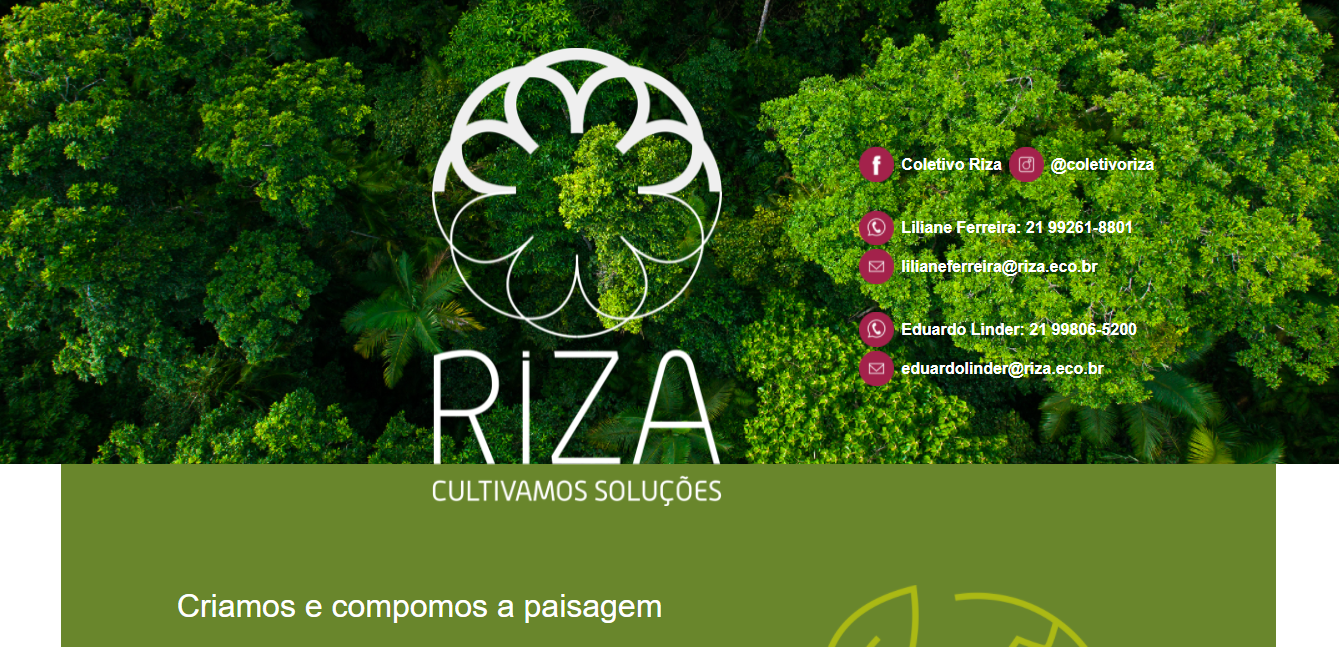 RIZA
CULTIVAMOS SOLUÇÕES
Coletivo Riza @coletivoriza
Liliane Ferreira: 21 99261-8801
lilianeferreira@riza.eco.br
Eduardo Linder: 21 99806-5200
eduardolinder@riza.eco.br
Criamos e compomos a paisagem